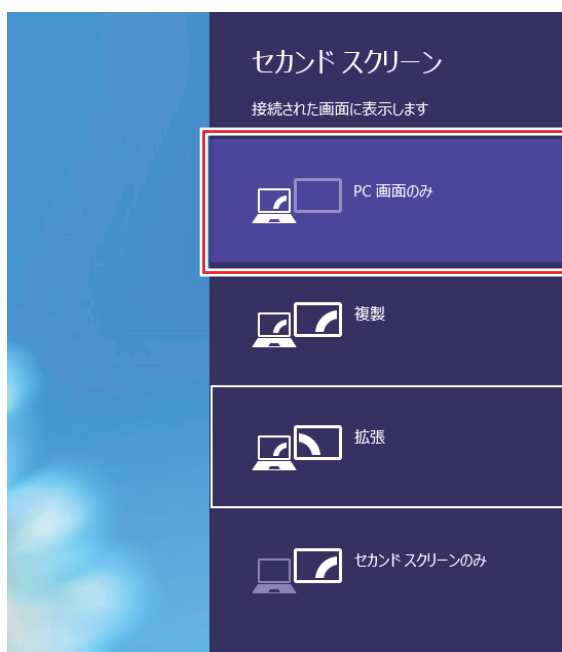 セカンド スクリーン
接続された画面に表示します
PC 画面のみ
複製
拡張
セカンド スクリーンのみ